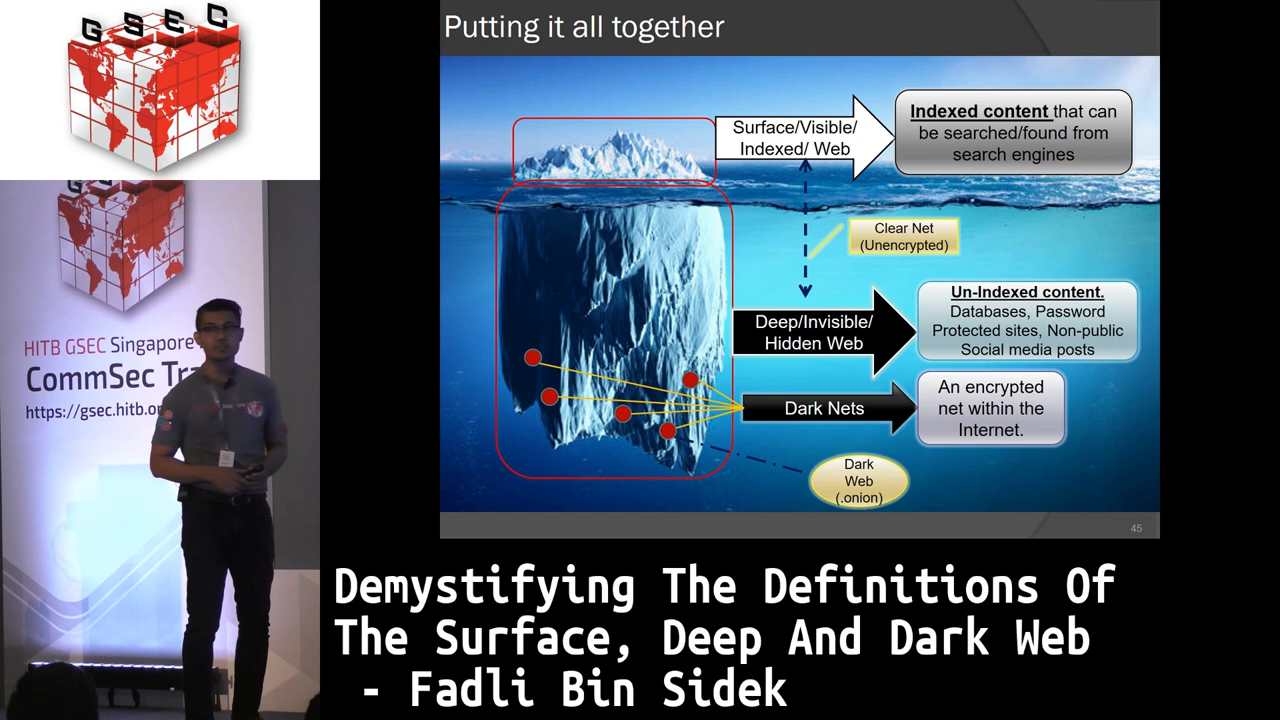 GSEC
HITB GSEC Singapore
CommSec
https://gsec.hitb.o
Putting it all together
Surface/Visible/
Indexed/ Web
Indexed content that can
be searched/found from
search engines
Clear Net
(Unencrypted)
Deep/Invisible/
Hidden Web
Un-Indexed content.
Databases, Password
Protected sites, Non-public
Social media posts
Dark Nets
An encrypted
net within the
Internet.
Dark
Web
(.onion)
45
Demystifying The Definitions Of
The Surface, Deep And Dark Web
- Fadli Bin Sidek